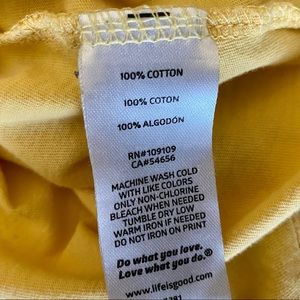 100% COTTON
100% COTON
100% ALGODÓN
RN#109109
CA#54656
MACHINE WASH COLD
WITH LIKE COLORS
ONLY NON-CHLORINE
BLEACH WHEN NEEDED
TUMBLE DRY LOW
WARM IRON IF NEEDED
DO NOT IRON ON PRINT
Do what you love.
Love what you do.®
www.lifeisgood.com